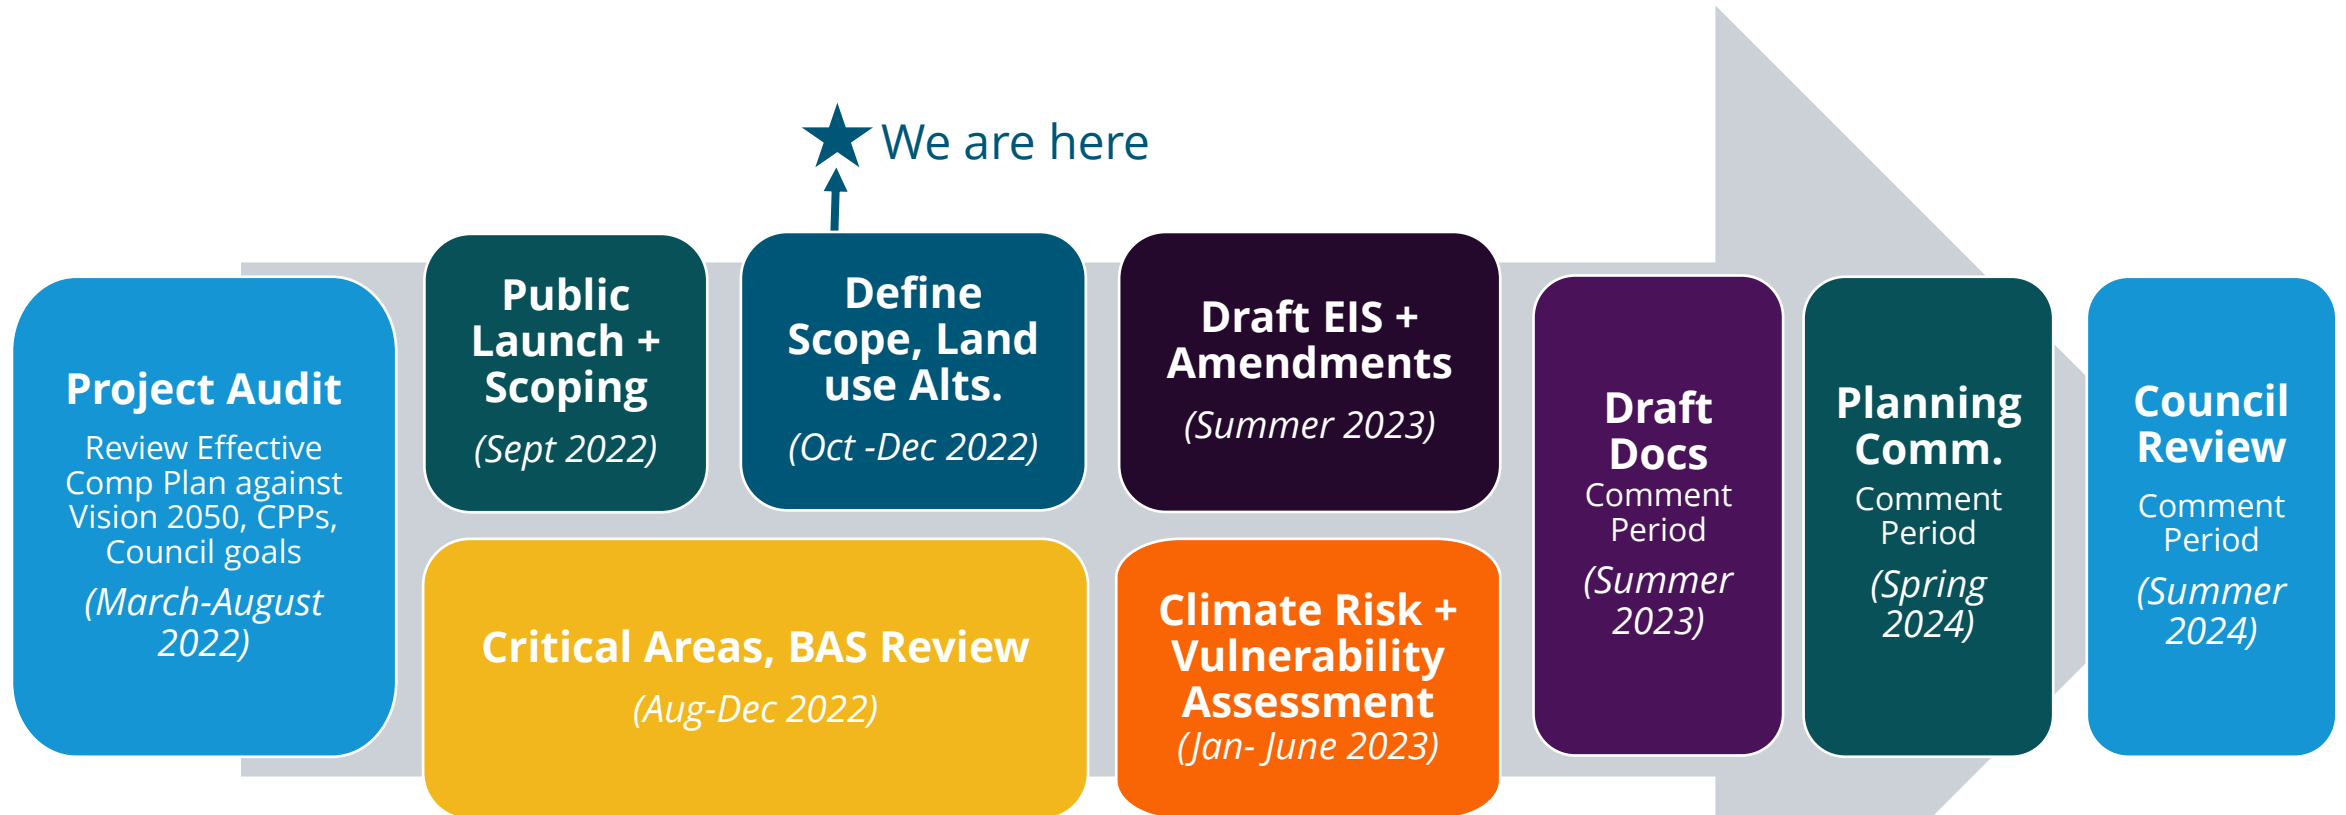 We are here
Project Audit
Review Effective
Comp Plan against
Vision 2050, CPPs,
Council goals
(March-August
2022)
Public
Launch +
Scoping
(Sept 2022)
Define
Scope, Land
use Alts.
(Oct -Dec 2022)
Critical Areas, BAS Review
(Aug-Dec 2022)
Draft EIS +
Amendments
(Summer 2023)
Climate Risk +
Vulnerability
Assessment
(Jan- June 2023)
Draft
Docs
Comment
Period
(Summer
2023)
Planning
Comm.
Comment
Period
(Spring
2024)
Council
Review
Comment
Period
(Summer
2024)